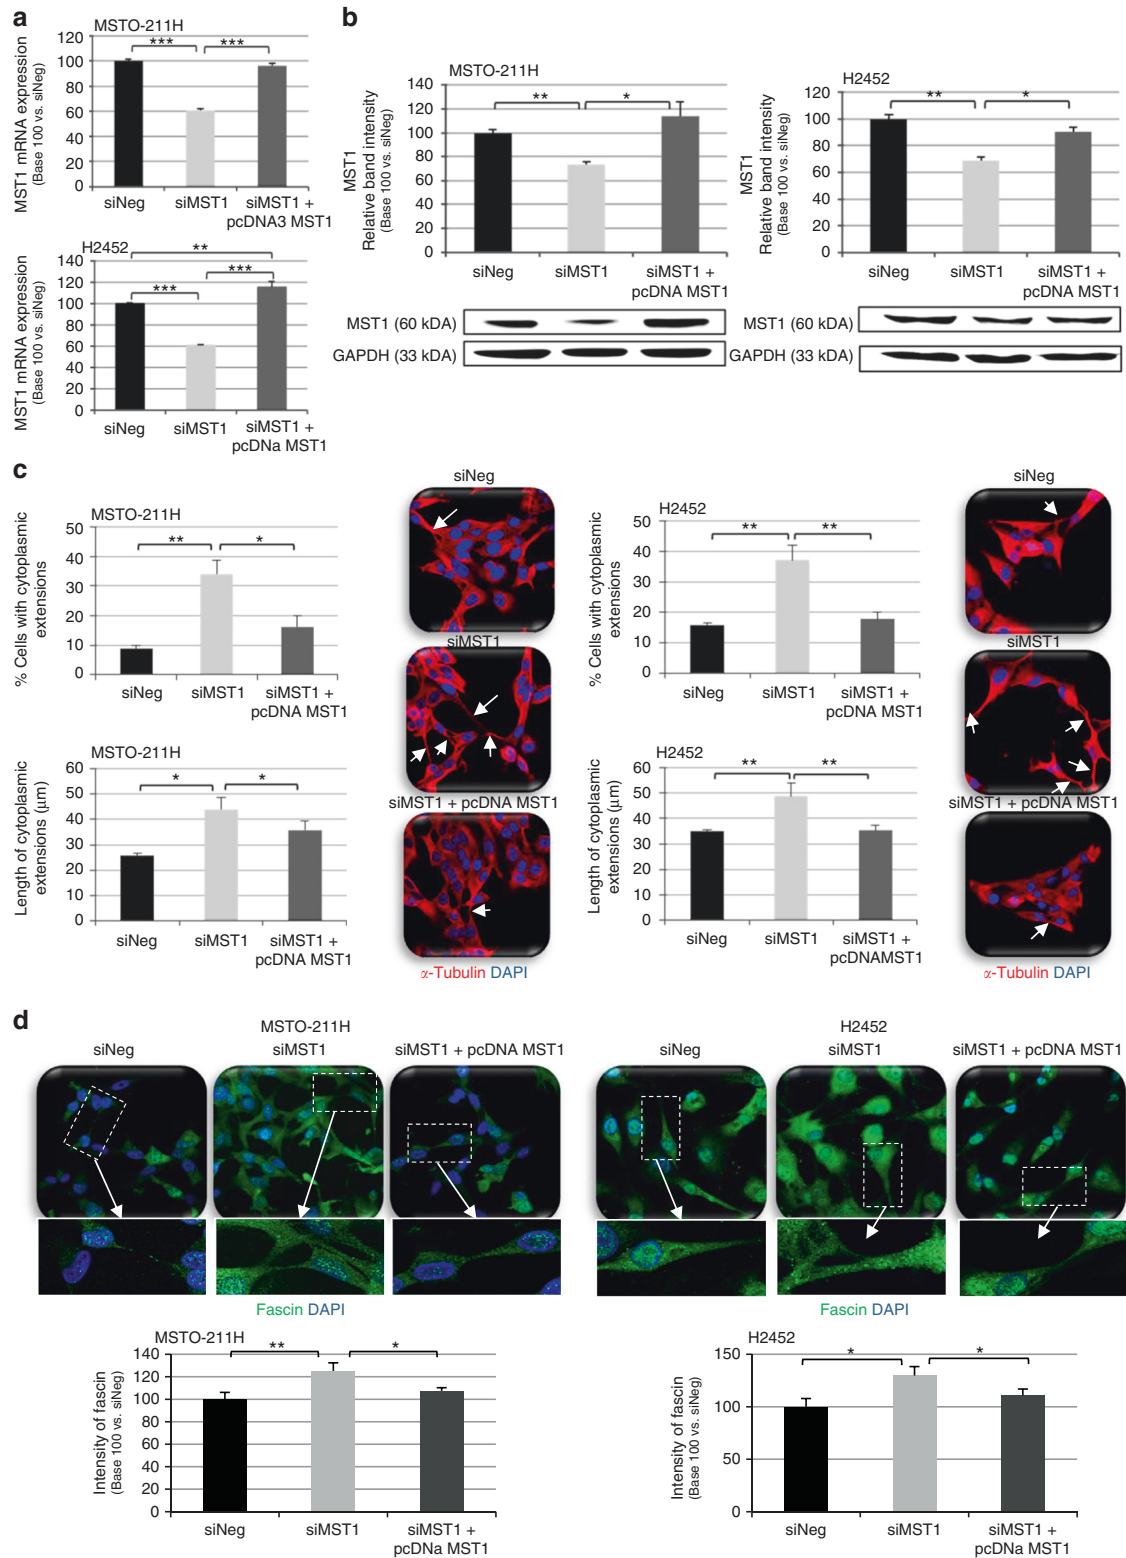 a
MSTO-211H
MST1 mRNA expression
(Base 100 vs. siNeg)
120
100
80
60
40
20
0
***
***
siNeg
siMST1
siMST1 +
pcDNA3 MST1
H2452
MST1 mRNA expression
(Base 100 vs. siNeg)
140
120
100
80
60
40
20
0
**
***
***
siNeg
siMST1
siMST1 +
pcDNa MST1
b
MSTO-211H
MST1
Relative band intensity
(Base 100 vs. siNeg)
140
120
100
80
60
40
20
0
**
*
siNeg
siMST1
siMST1 +
pcDNA MST1
MST1 (60 kDA)
GAPDH (33 kDA)
H2452
MST1
Relative band intensity
(Base 100 vs. siNeg)
120
100
80
60
40
20
0
**
*
siNeg
siMST1
siMST1 +
pcDNA MST1
MST1 (60 kDA)
GAPDH (33 kDA)
c
MSTO-211H
% Cells with cytoplasmic
extensions
50
40
30
20
10
0
**
*
siNeg
siMST1
siMST1 +
pcDNA MST1
MSTO-211H
Length of cytoplasmic
extensions (μm)
60
50
40
30
20
10
0
*
*
siNeg
siMST1
siMST1 +
pcDNA MST1
siNeg
siMST1
siMST1 + pcDNA MST1
α-Tubulin DAPI
H2452
% Cells with cytoplasmic
extensions
50
40
30
20
10
0
**
**
siNeg
siMST1
siMST1 +
pcDNA MST1
H2452
Length of cytoplasmic
extensions (μm)
60
50
40
30
20
10
0
**
**
siNeg
siMST1
siMST1 +
pcDNAMST1
siNeg
siMST1
siMST1 + pcDNA MST1
α-Tubulin DAPI
d
MSTO-211H
siNeg
siMST1
siMST1 + pcDNA MST1
Fascin DAPI
H2452
siNeg
siMST1
siMST1 + pcDNA MST1
Fascin DAPI
MSTO-211H
Intensity of fascin
(Base 100 vs. siNeg)
140
120
100
80
60
40
20
0
**
*
siNeg
siMST1
siMST1 +
pcDNa MST1
H2452
Intensity of fascin
(Base 100 vs. siNeg)
150
100
50
0
*
*
siNeg
siMST1
siMST1 +
pcDNa MST1